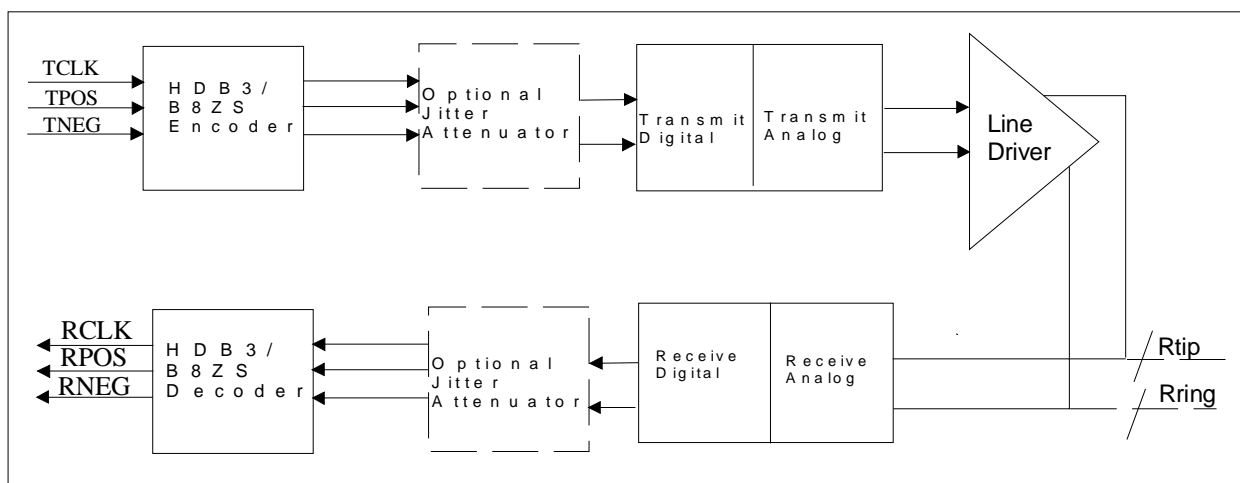 TCLK
TPOS
TNEG
HDB3/
B8ZS
Encoder
Optional
Jitter
Attenuator
Transmit
Digital
Transmit
Analog
Line
Driver
RCLK
RPOS
RNEG
HDB3/
B8ZS
Decoder
Optional
Jitter
Attenuator
Receive
Digital
Receive
Analog
Rtip
Rring